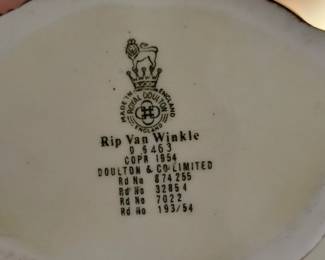 MADE IN ENGLAND
ROYAL DOULTON
ENGLAND
Rip Van Winkle
D 6463
COPR 1954
DOULTON & CO LIMITED
Rd No 874255
Rd No 32854
Rd No 7022
Rd No 193/54